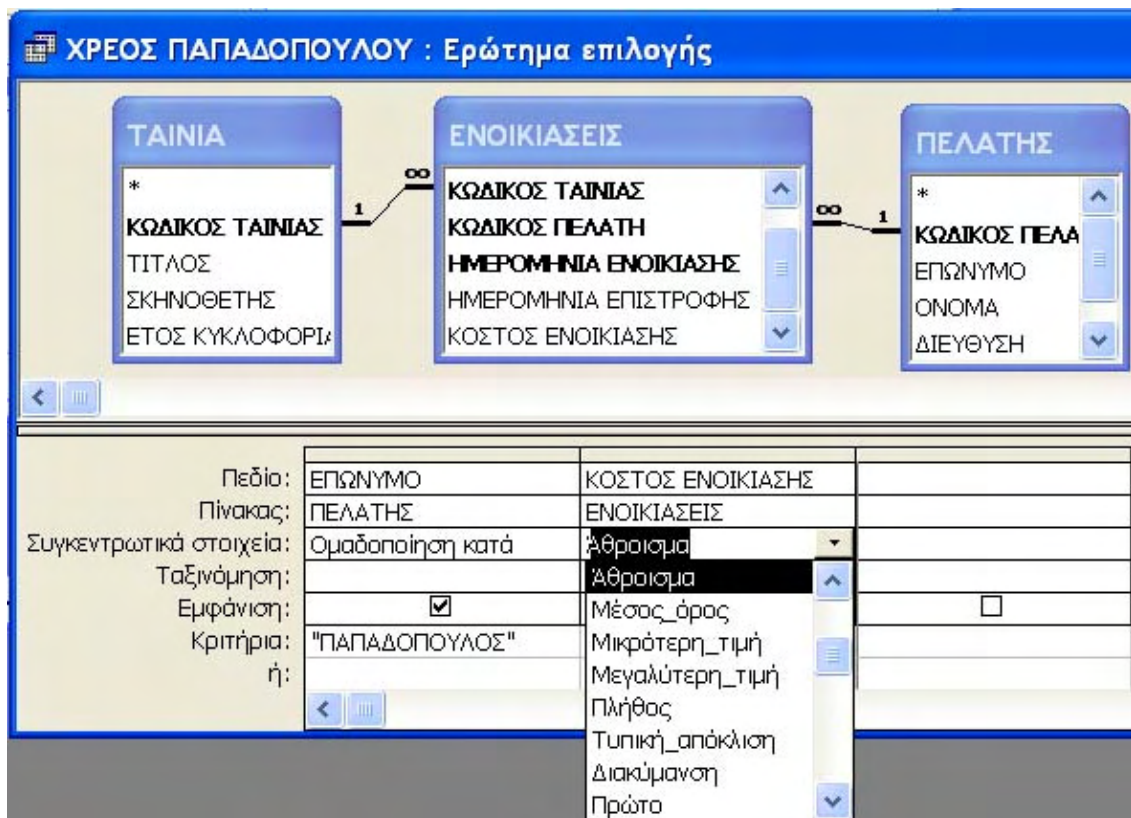 ΧΡΕΟΣ ΠΑΠΑΔΟΠΟΥΛΟΥ : Ερώτημα επιλογής
ΤΑΙΝΙΑ
*
ΚΩΔΙΚΟΣ ΤΑΙΝΙΑΣ
ΤΙΤΛΟΣ
ΣΚΗΝΟΘΕΤΗΣ
ΕΤΟΣ ΚΥΚΛΟΦΟΡΙΑ
1
∞
ΕΝΟΙΚΙΑΣΕΙΣ
ΚΩΔΙΚΟΣ ΤΑΙΝΙΑΣ
ΚΩΔΙΚΟΣ ΠΕΛΑΤΗ
ΗΜΕΡΟΜΗΝΙΑ ΕΝΟΙΚΙΑΣΗΣ
ΗΜΕΡΟΜΗΝΙΑ ΕΠΙΣΤΡΟΦΗΣ
ΚΟΣΤΟΣ ΕΝΟΙΚΙΑΣΗΣ
∞
1
ΠΕΛΑΤΗΣ
*
ΚΩΔΙΚΟΣ ΠΕΛΑ
ΕΠΩΝΥΜΟ
ΟΝΟΜΑ
ΔΙΕΥΘΥΣΗ
Πεδίο: ΕΠΩΝΥΜΟ ΚΟΣΤΟΣ ΕΝΟΙΚΙΑΣΗΣ
Πίνακας: ΠΕΛΑΤΗΣ ΕΝΟΙΚΙΑΣΕΙΣ
Συγκεντρωτικά στοιχεία: Ομαδοποίηση κατά Άθροισμα
Ταξινόμηση:
Εμφάνιση:
Κριτήρια: "ΠΑΠΑΔΟΠΟΥΛΟΣ"
ή:
Άθροισμα
Μέσος_όρος
Μικρότερη_τιμή
Μεγαλύτερη_τιμή
Πλήθος
Τυπική_απόκλιση
Διακύμανση
Πρώτο